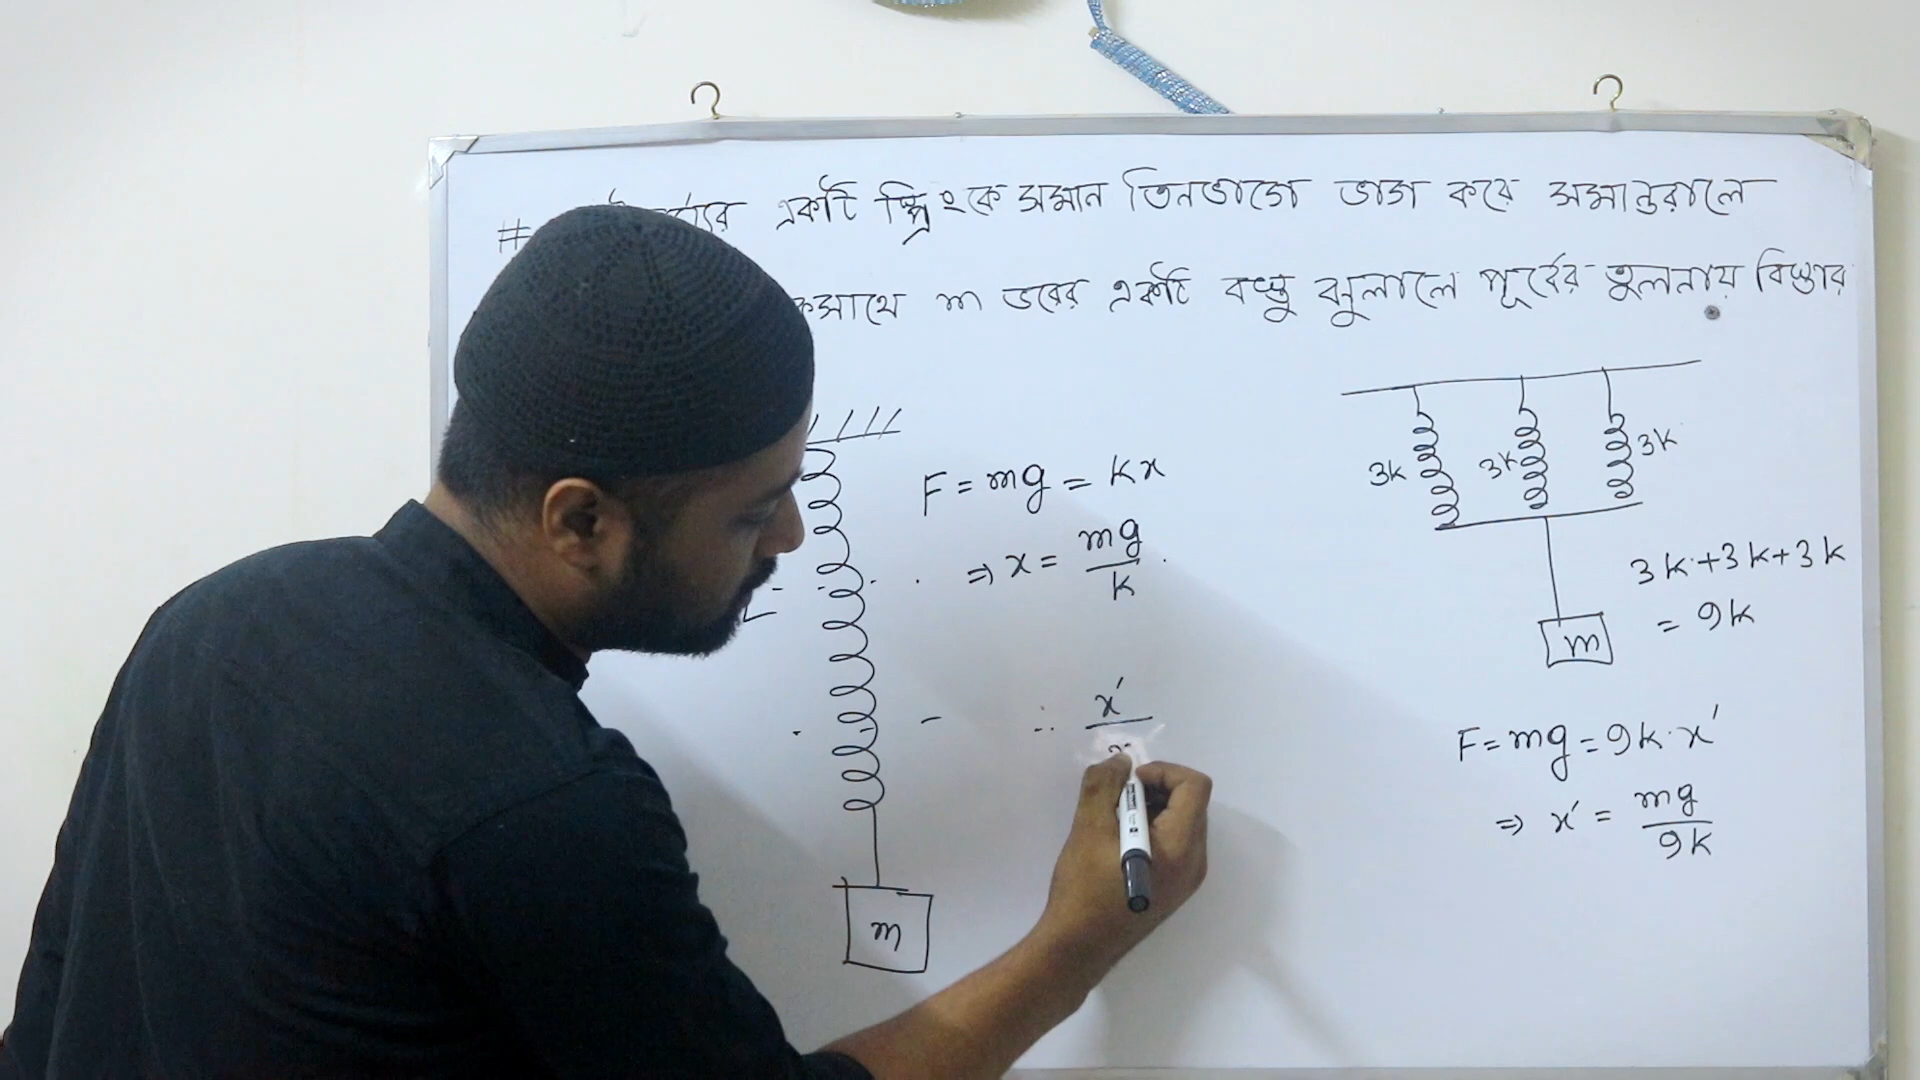 # একটি স্প্রিংকে সমান তিনভাগে ভাগ করে সমান্তরালে
m ভরের একটি বস্তু ঝুলালে পূর্বের তুলনায় বিস্তার
F = mg = kx
⇒ x = mg/k
L
m
∴ x'/x
3k 3k 3k
m
3k+3k+3k
= 9k
F = mg = 9k·x'
⇒ x' = mg/9k